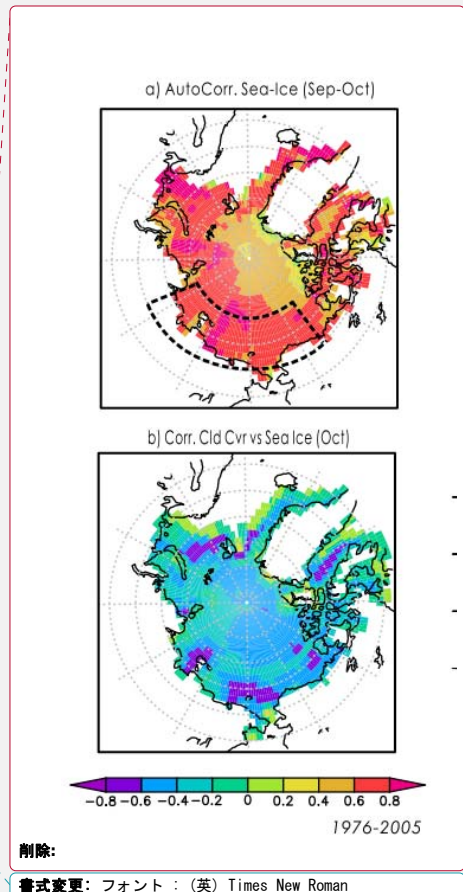 a) AutoCorr. Sea-Ice (Sep-Oct)
b) Corr. Cld Cvr vs Sea Ice (Oct)
-0.8 -0.6 -0.4 -0.2 0 0.2 0.4 0.6 0.8
1976-2005
削除:
書式変更: フォント : (英) Times New Roman